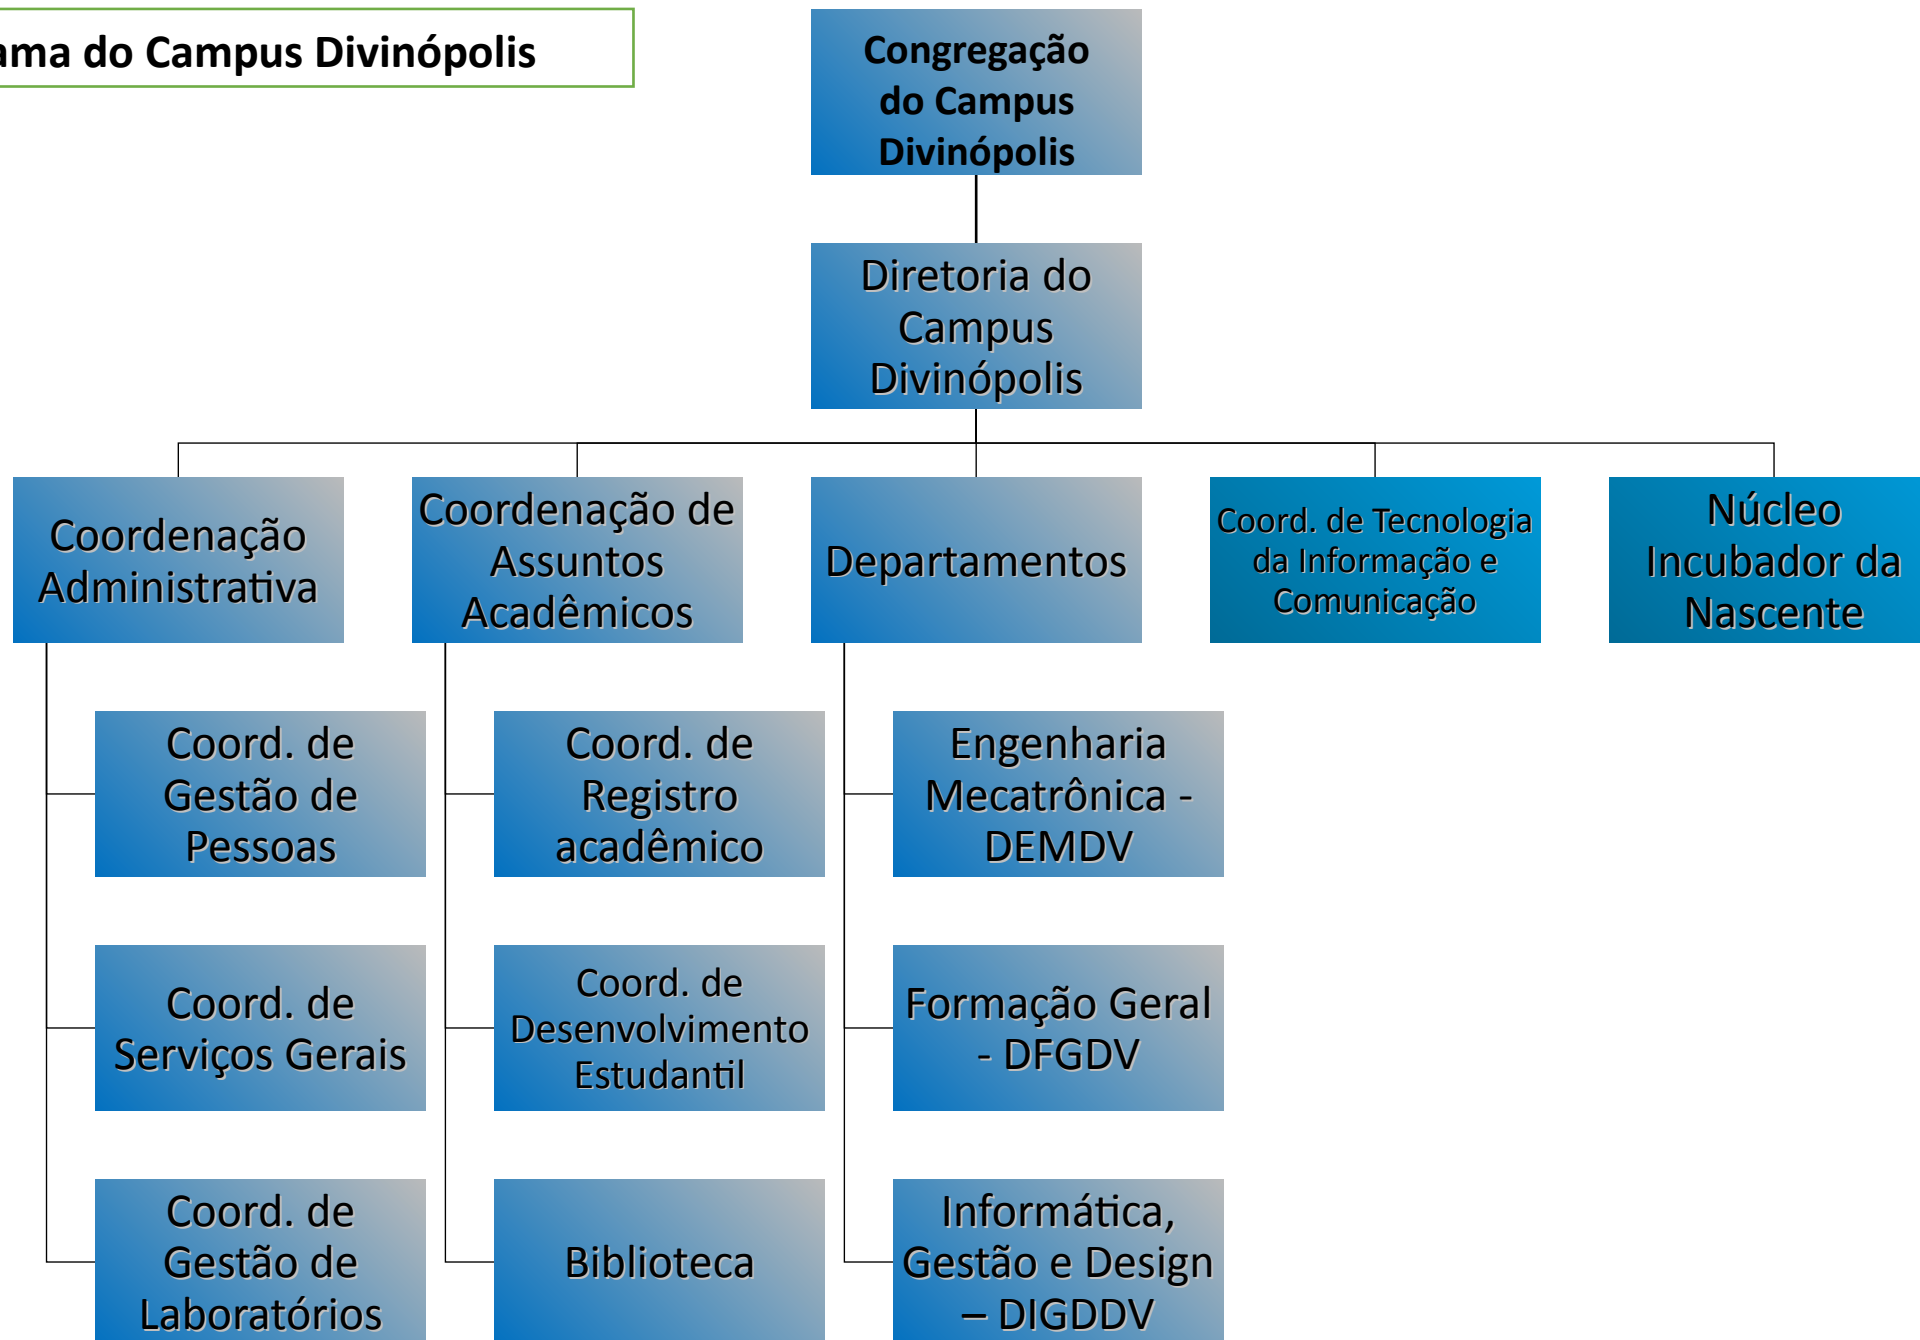 ama do Campus Divinópolis
Congregação
do Campus
Divinópolis
Diretoria do
Campus
Divinópolis
Coordenação
Administrativa
Coordenação de
Assuntos
Acadêmicos
Departamentos
Coord. de Tecnologia
da Informação e
Comunicação
Núcleo
Incubador da
Nascente
Coord. de
Gestão de
Pessoas
Coord. de
Registro
acadêmico
Engenharia
Mecatrônica -
DEMDV
Coord. de
Serviços Gerais
Coord. de
Desenvolvimento
Estudantil
Formação Geral
- DFGDV
Coord. de
Gestão de
Laboratórios
Biblioteca
Informática,
Gestão e Design
– DIGDDV